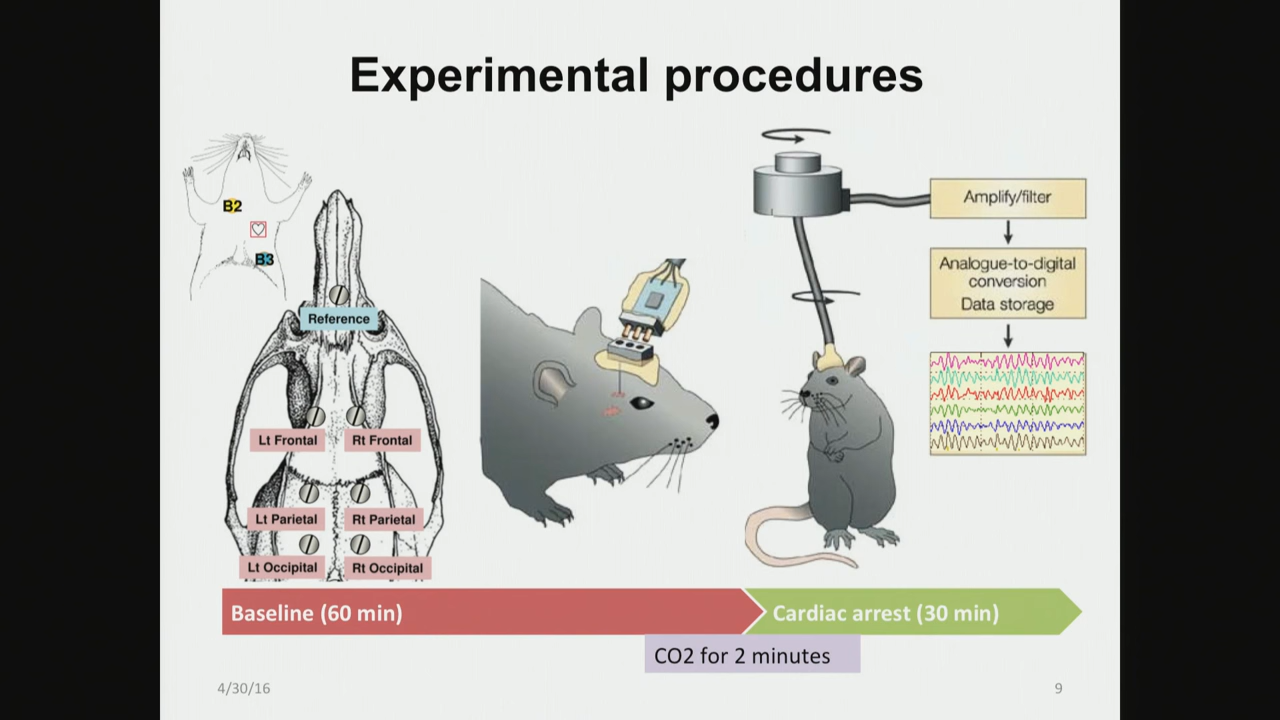 Experimental procedures
B2
B3
Reference
Lt Frontal
Rt Frontal
Lt Parietal
Rt Parietal
Lt Occipital
Rt Occipital
Amplify/filter
Analogue-to-digital
conversion
Data storage
Baseline (60 min)
Cardiac arrest (30 min)
CO2 for 2 minutes
4/30/16
9